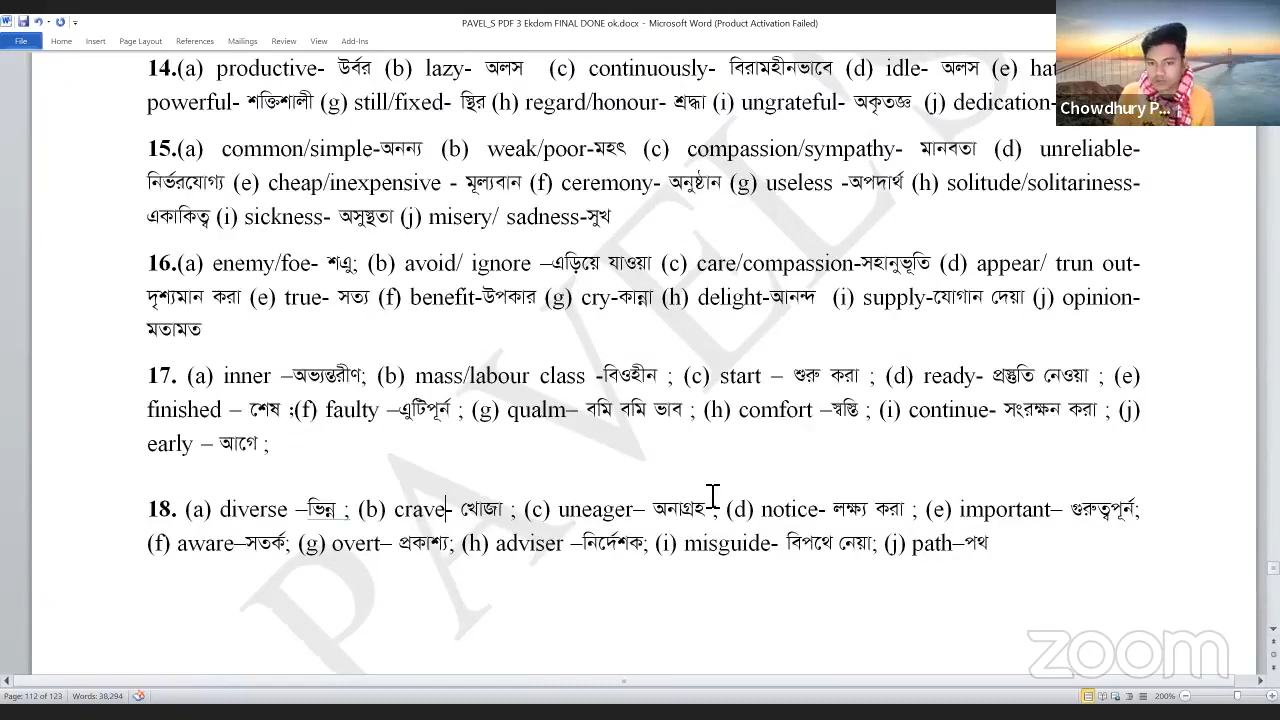 PAVEL_S PDF 3 Ekdom FINAL DONE ok.docx - Microsoft Word (Product Activation Failed)
File Home Insert Page Layout References Mailings Review View Add-Ins
14.(a) productive- উর্বর (b) lazy- অলস (c) continuously- বিরামহীনভাবে (d) idle- অলস (e)
powerful- শক্তিশালী (g) still/fixed- স্থির (h) regard/honour- শ্রদ্ধা (i) ungrateful- অকৃতজ্ঞ (j) dedication-
Chowdhury P...
15.(a) common/simple-অনন্য (b) weak/poor-মহৎ (c) compassion/sympathy- মানবতা (d) unreliable-
নির্ভরযোগ্য (e) cheap/inexpensive - মূল্যবান (f) ceremony- অনুষ্ঠান (g) useless -অপদার্থ (h) solitude/solitariness-
একাকিত্ব (i) sickness- অসুস্থতা (j) misery/ sadness-সুখ
16.(a) enemy/foe- শএু; (b) avoid/ ignore –এড়িয়ে যাওয়া (c) care/compassion-সহানুভূতি (d) appear/ trun out-
দৃশ্যমান করা (e) true- সত্য (f) benefit-উপকার (g) cry-কান্না (h) delight-আনন্দ (i) supply-যোগান দেয়া (j) opinion-
মতামত
17. (a) inner –অভ্যন্তরীণ; (b) mass/labour class -বিওহীন ; (c) start – শুরু করা ; (d) ready- প্রস্তুতি নেওয়া ; (e)
finished – শেষ ;(f) faulty –এুটিপূর্ন ; (g) qualm– বমি বমি ভাব ; (h) comfort –স্বস্তি ; (i) continue- সংরক্ষন করা ; (j)
early – আগে ;
18. (a) diverse –ভিন্ন ; (b) crave- খোজা ; (c) uneager– অনাগ্রহ ; (d) notice- লক্ষ্য করা ; (e) important– গুরুত্বপূর্ন;
(f) aware–সতর্ক; (g) overt– প্রকাশ্য; (h) adviser –নির্দেশক; (i) misguide- বিপথে নেয়া; (j) path–পথ
PAVEL
zoom
Page: 112 of 123 Words: 38,294 200%